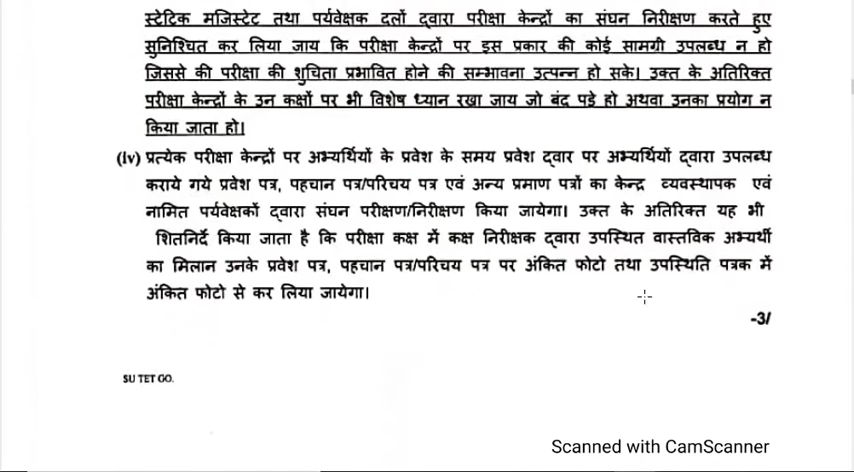 स्टेटिक मजिस्टेट तथा पर्यवेक्षक दलों द्वारा परीक्षा केन्द्रों का संघन निरीक्षण करते हुए
सुनिश्चित कर लिया जाय कि परीक्षा केन्द्रों पर इस प्रकार की कोई सामग्री उपलब्ध न हो
जिससे की परीक्षा की शुचिता प्रभावित होने की सम्भावना उत्पन्न हो सके। उक्त के अतिरिक्त
परीक्षा केन्द्रों के उन कक्षों पर भी विशेष ध्यान रखा जाय जो बंद पड़े हो अथवा उनका प्रयोग न
किया जाता हो।
(iv) प्रत्येक परीक्षा केन्द्रों पर अभ्यर्थियों के प्रवेश के समय प्रवेश द्वार पर अभ्यर्थियों द्वारा उपलब्ध
कराये गये प्रवेश पत्र, पहचान पत्र/परिचय पत्र एवं अन्य प्रमाण पत्रों का केन्द्र व्यवस्थापक एवं
नामित पर्यवेक्षकों द्वारा संघन परीक्षण/निरीक्षण किया जायेगा। उक्त के अतिरिक्त यह भी
शितनिर्दे किया जाता है कि परीक्षा कक्ष में कक्ष निरीक्षक द्वारा उपस्थित वास्तविक अभ्यर्थी
का मिलान उनके प्रवेश पत्र, पहचान पत्र/परिचय पत्र पर अंकित फोटो तथा उपस्थिति पत्रक में
अंकित फोटो से कर लिया जायेगा।
-3/
SU TET GO.
Scanned with CamScanner